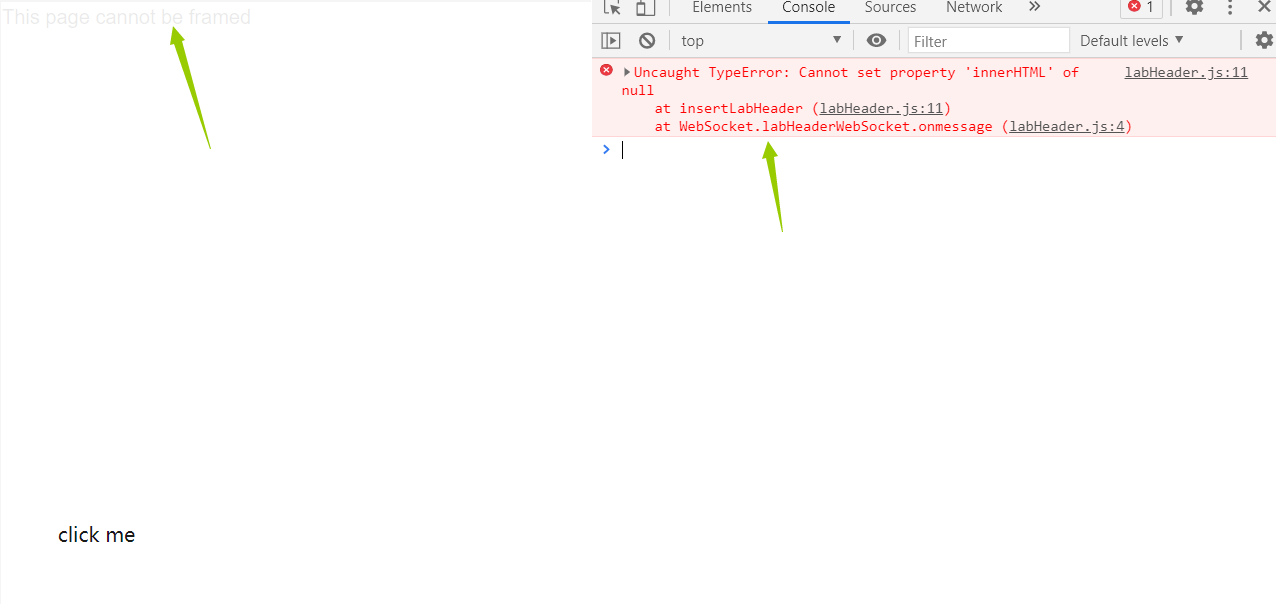 This page cannot be framed
click me
Elements Console Sources Network » 1
top Filter Default levels
Uncaught TypeError: Cannot set property 'innerHTML' of labHeader.js:11
null
at insertLabHeader (labHeader.js:11)
at WebSocket.labHeaderWebSocket.onmessage (labHeader.js:4)